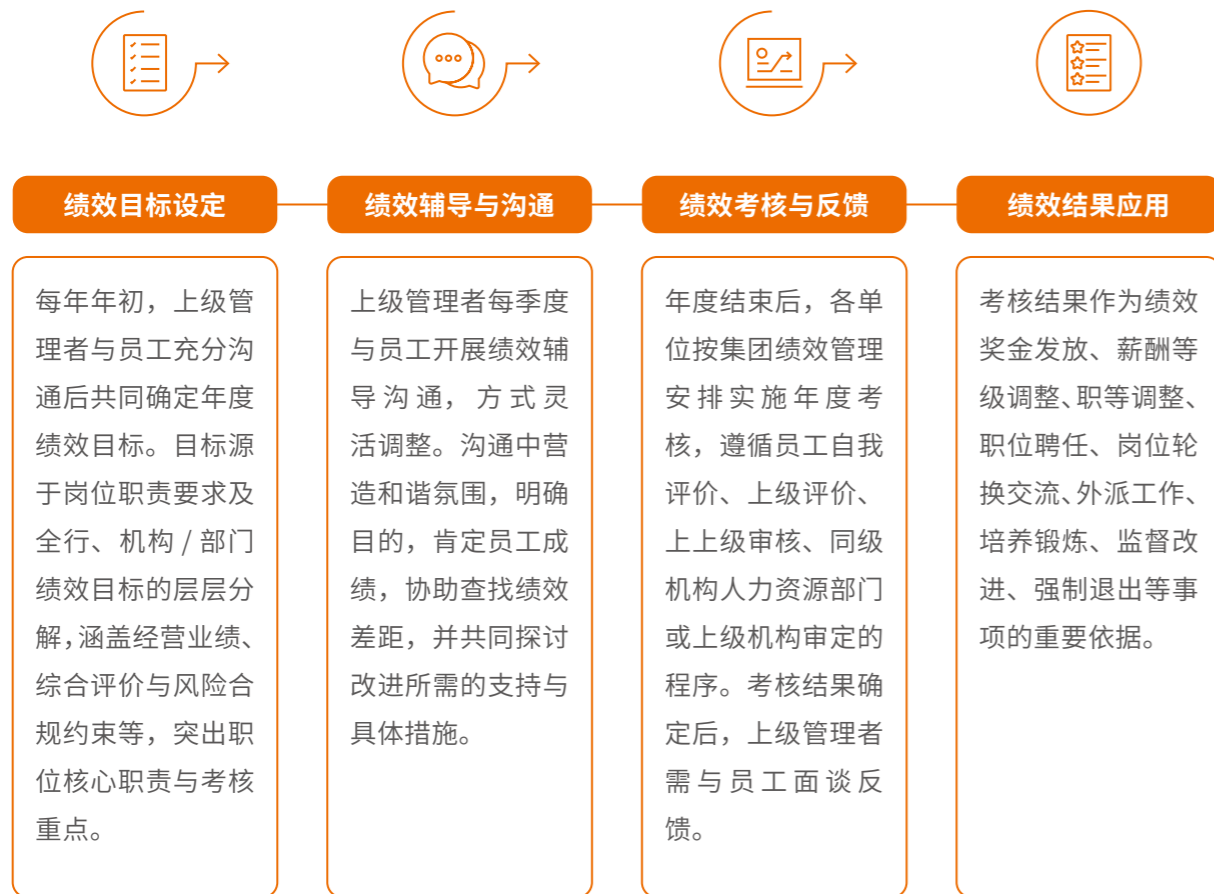 绩效目标设定
每年年初，上级管
理者与员工充分沟
通后共同确定年度
绩效目标。目标源
于岗位职责要求及
全行、机构 / 部门
绩效目标的层层分
解，涵盖经营业绩、
综合评价与风险合
规约束等，突出职
位核心职责与考核
重点。
绩效辅导与沟通
上级管理者每季度
与员工开展绩效辅
导沟通，方式灵
活调整。沟通中营
造和谐氛围，明确
目的，肯定员工成
绩，协助查找绩效
差距，并共同探讨
改进所需的支持与
具体措施。
绩效考核与反馈
年度结束后，各单
位按集团绩效管理
安排实施年度考
核，遵循员工自我
评价、上级评价、
上上级审核、同级
机构人力资源部门
或上级机构审定的
程序。考核结果确
定后，上级管理者
需与员工面谈反
馈。
绩效结果应用
考核结果作为绩效
奖金发放、薪酬等
级调整、职等调整、
职位聘任、岗位轮
换交流、外派工作、
培养锻炼、监督改
进、强制退出等事
项的重要依据。